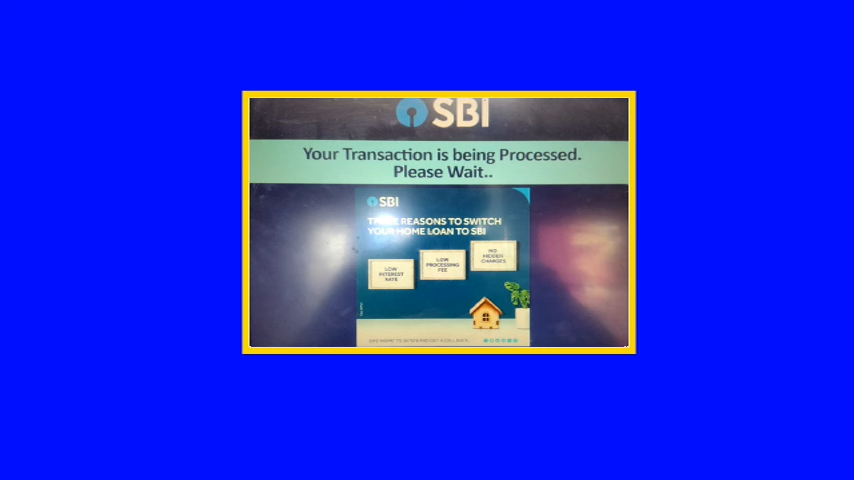 SBI
Your Transaction is being Processed.
Please Wait..
SBI
THREE REASONS TO SWITCH
YOUR HOME LOAN TO SBI
LOW
INTEREST
RATE
LOW
PROCESSING
FEE
NO
HIDDEN
CHARGES